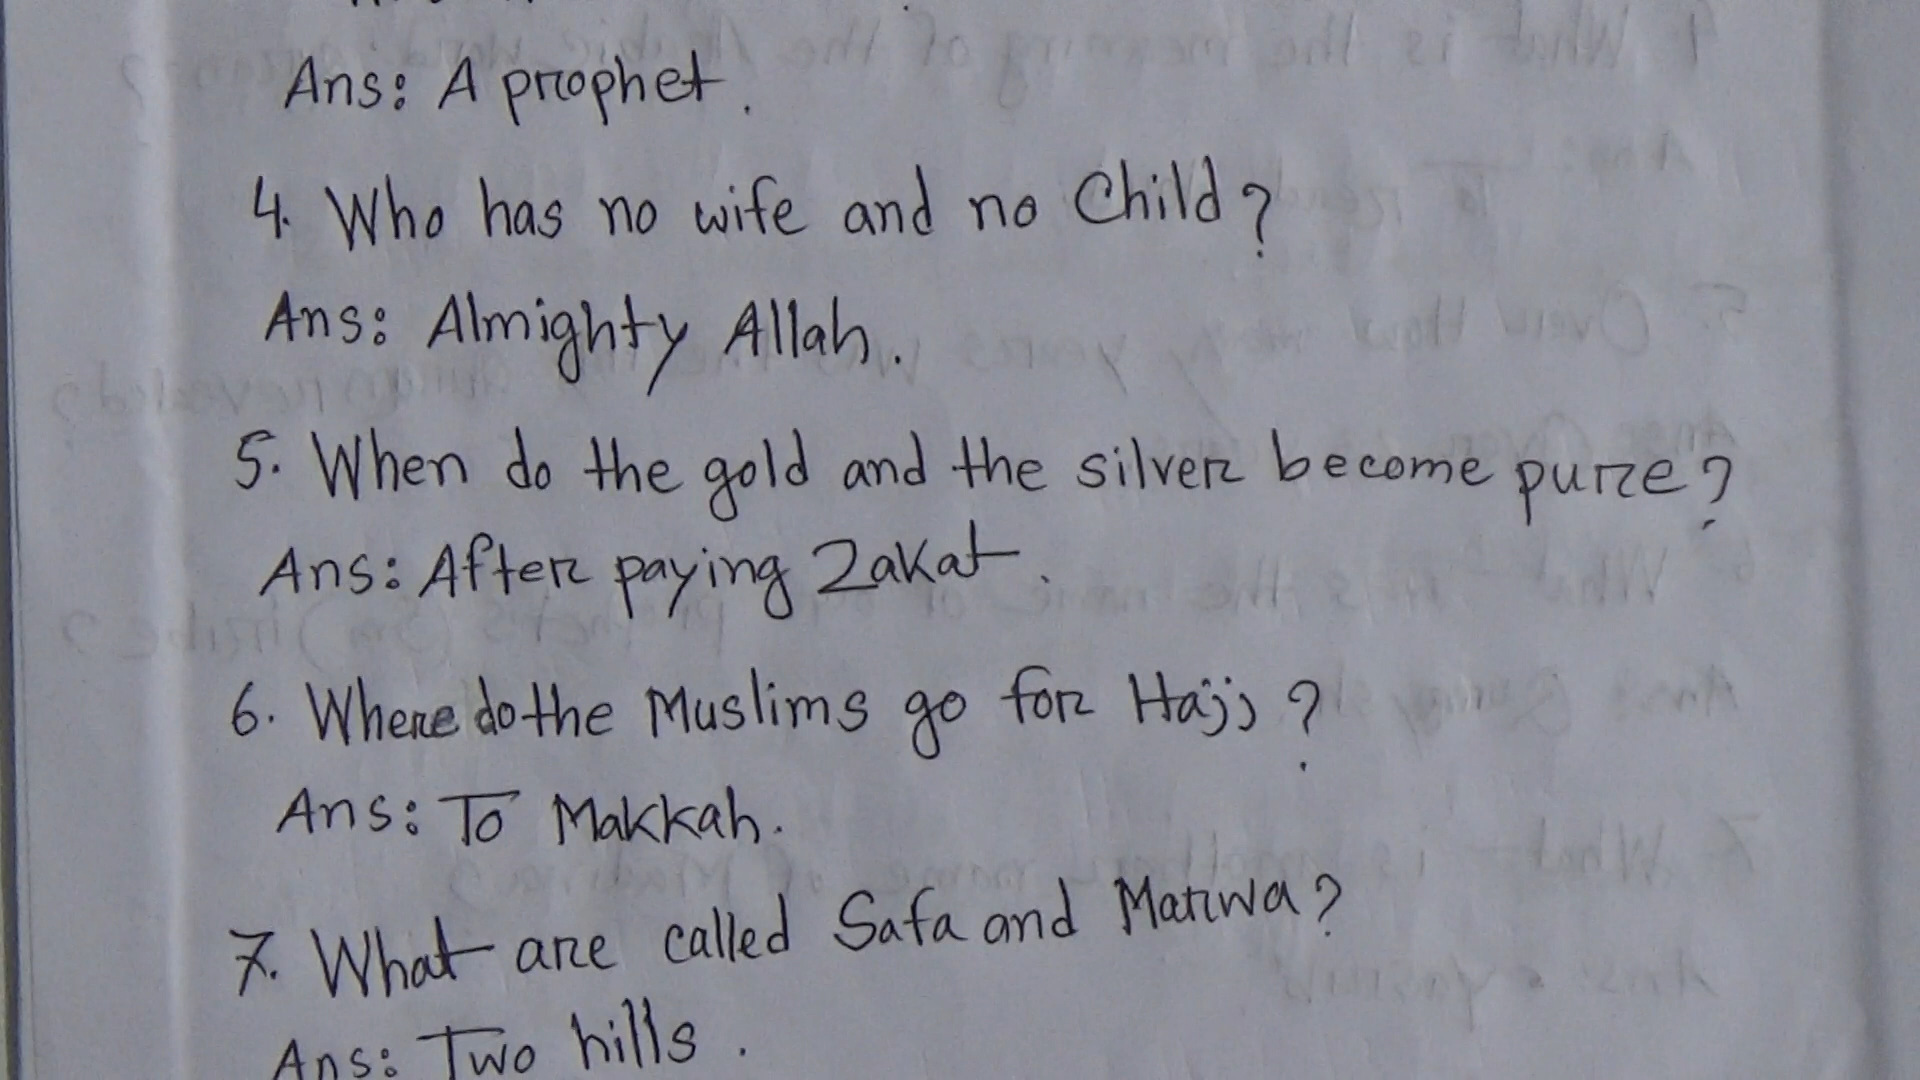 Ans: A prophet.
4. Who has no wife and no Child?
Ans: Almighty Allah.
5. When do the gold and the silver become pure?
Ans: After paying Zakat.
6. Where do the Muslims go for Hajj?
Ans: To Makkah.
7. What are called Safa and Marwa?
Ans: Two hills.